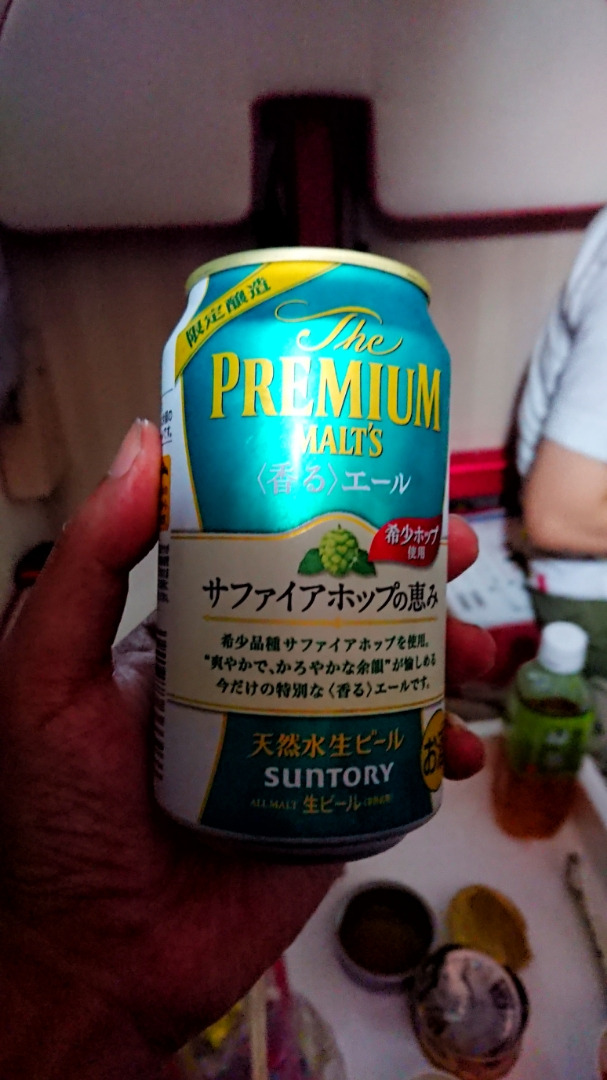 限定醸造
The
PREMIUM
MALT'S
〈香る〉エール
希少ホップ
使用
サファイアホップの恵み
希少品種サファイアホップを使用。
"爽やかで、かろやかな余韻"が愉しめる
今だけの特別な〈香る〉エールです。
天然水生ビール
SUNTORY
ALL MALT 生ビール
お酒